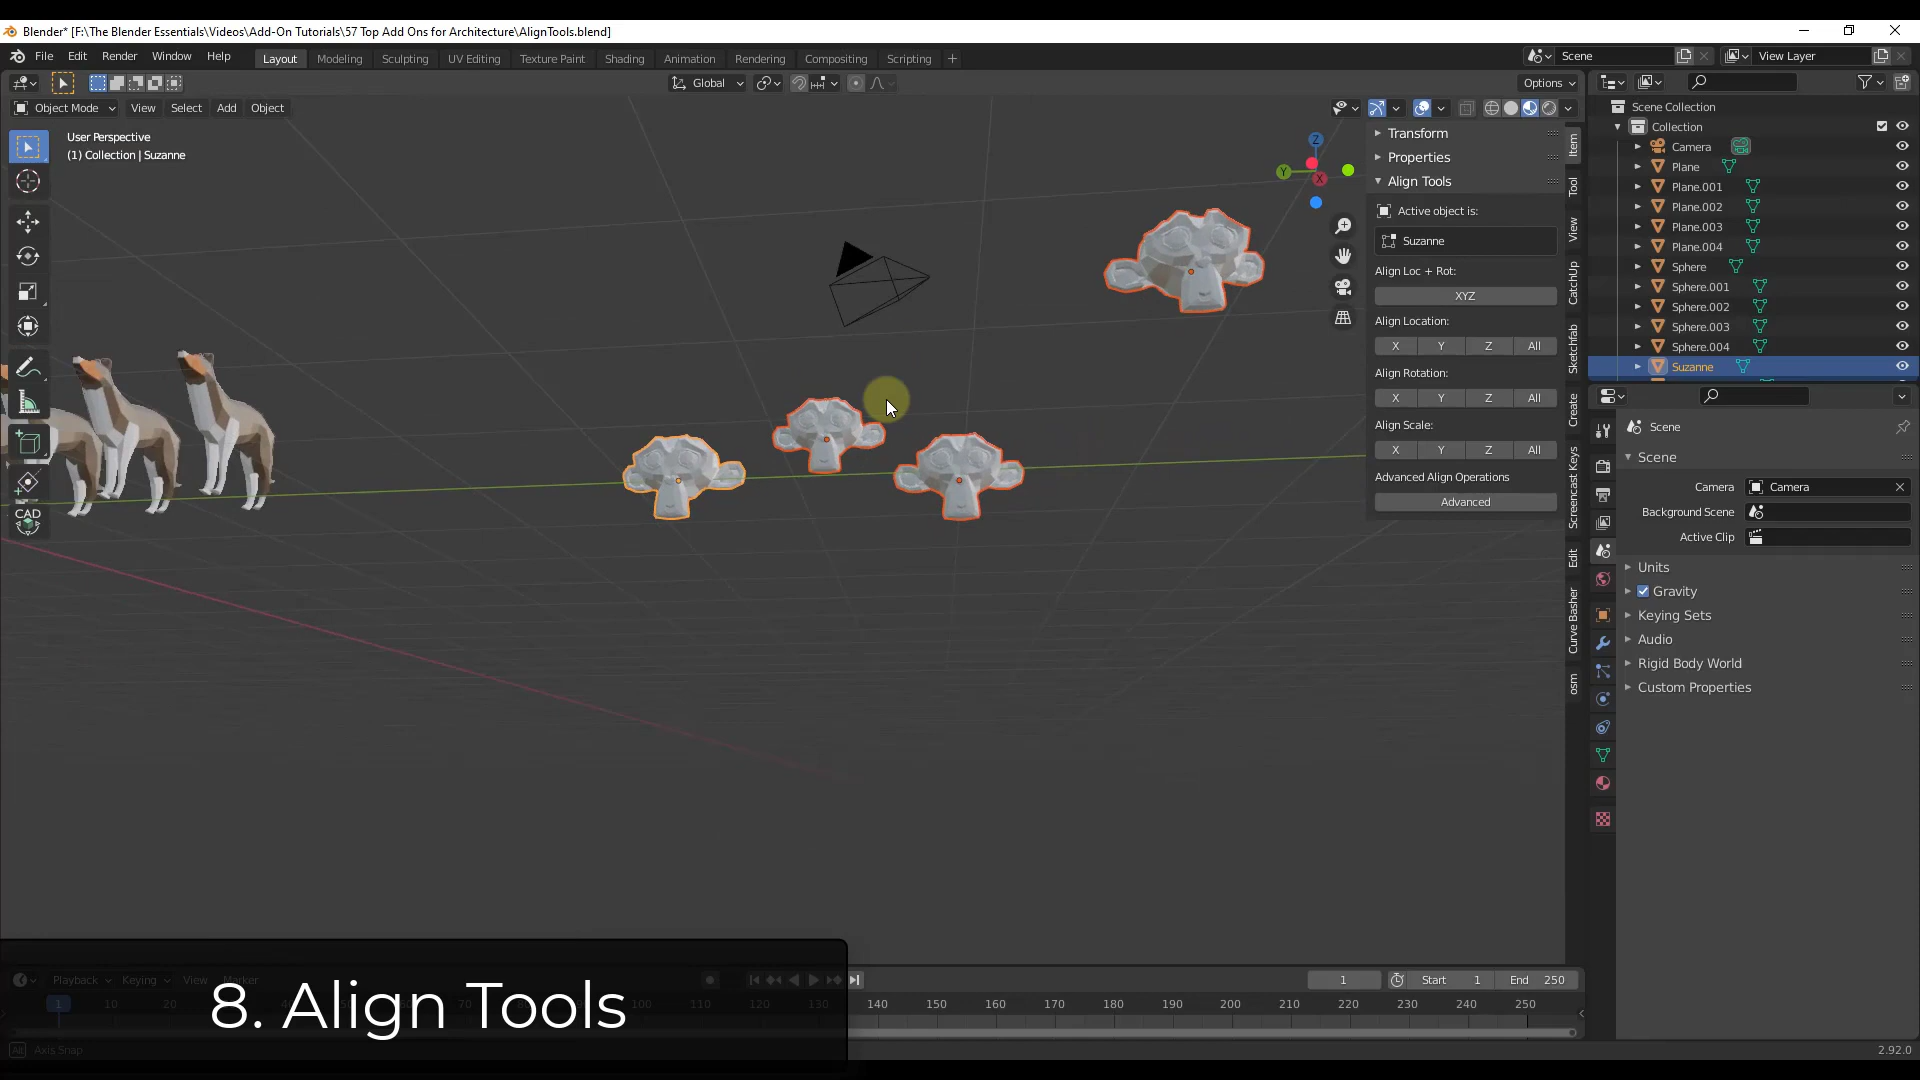 Blender* [F:\The Blender Essentials\Videos\Add-On Tutorials\57 Top Add Ons for Architecture\AlignTools.blend]
File Edit Render Window Help
Layout Modeling Sculpting UV Editing Texture Paint Shading Animation Rendering Compositing Scripting +
Scene
View Layer
Global
Options
Object Mode View Select Add Object
User Perspective
(1) Collection | Suzanne
Z
Y
X
CAD
Transform
Properties
Align Tools
Active object is:
Suzanne
Align Loc + Rot:
XYZ
Align Location:
X Y Z All
Align Rotation:
X Y Z All
Align Scale:
X Y Z All
Advanced Align Operations
Advanced
Item
Tool
View
CatchUp
Sketchfab
Create
Screencast Keys
Edit
Curve Basher
osm
Scene Collection
Collection
Camera
Plane
Plane.001
Plane.002
Plane.003
Plane.004
Sphere
Sphere.001
Sphere.002
Sphere.003
Sphere.004
Suzanne
Scene
Scene
Camera Camera
Background Scene
Active Clip
Units
Gravity
Keying Sets
Audio
Rigid Body World
Custom Properties
Playback Keying View Marker
1 Start 1 End 250
1 10 20 100 110 120 130 140 150 160 170 180 190 200 210 220 230 240 250
8. Align Tools
Alt Axis Snap
2.92.0